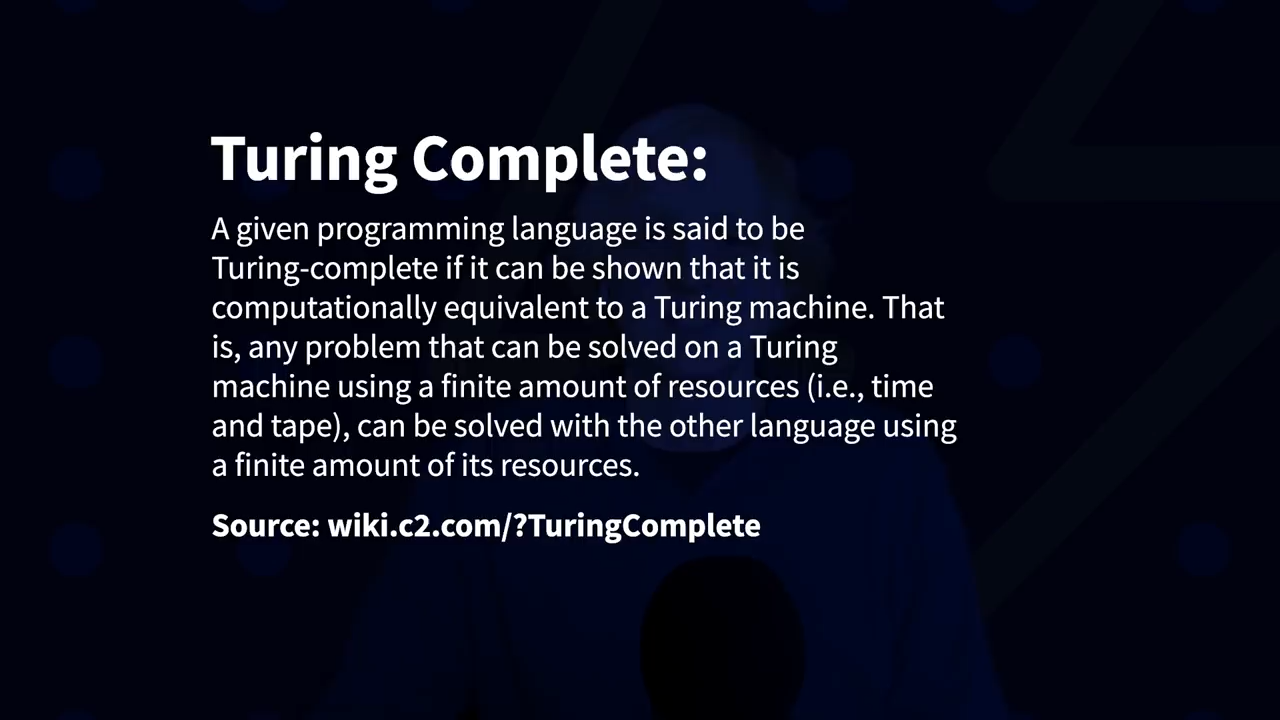 Turing Complete:
A given programming language is said to be
Turing-complete if it can be shown that it is
computationally equivalent to a Turing machine. That
is, any problem that can be solved on a Turing
machine using a finite amount of resources (i.e., time
and tape), can be solved with the other language using
a finite amount of its resources.
Source: wiki.c2.com/?TuringComplete